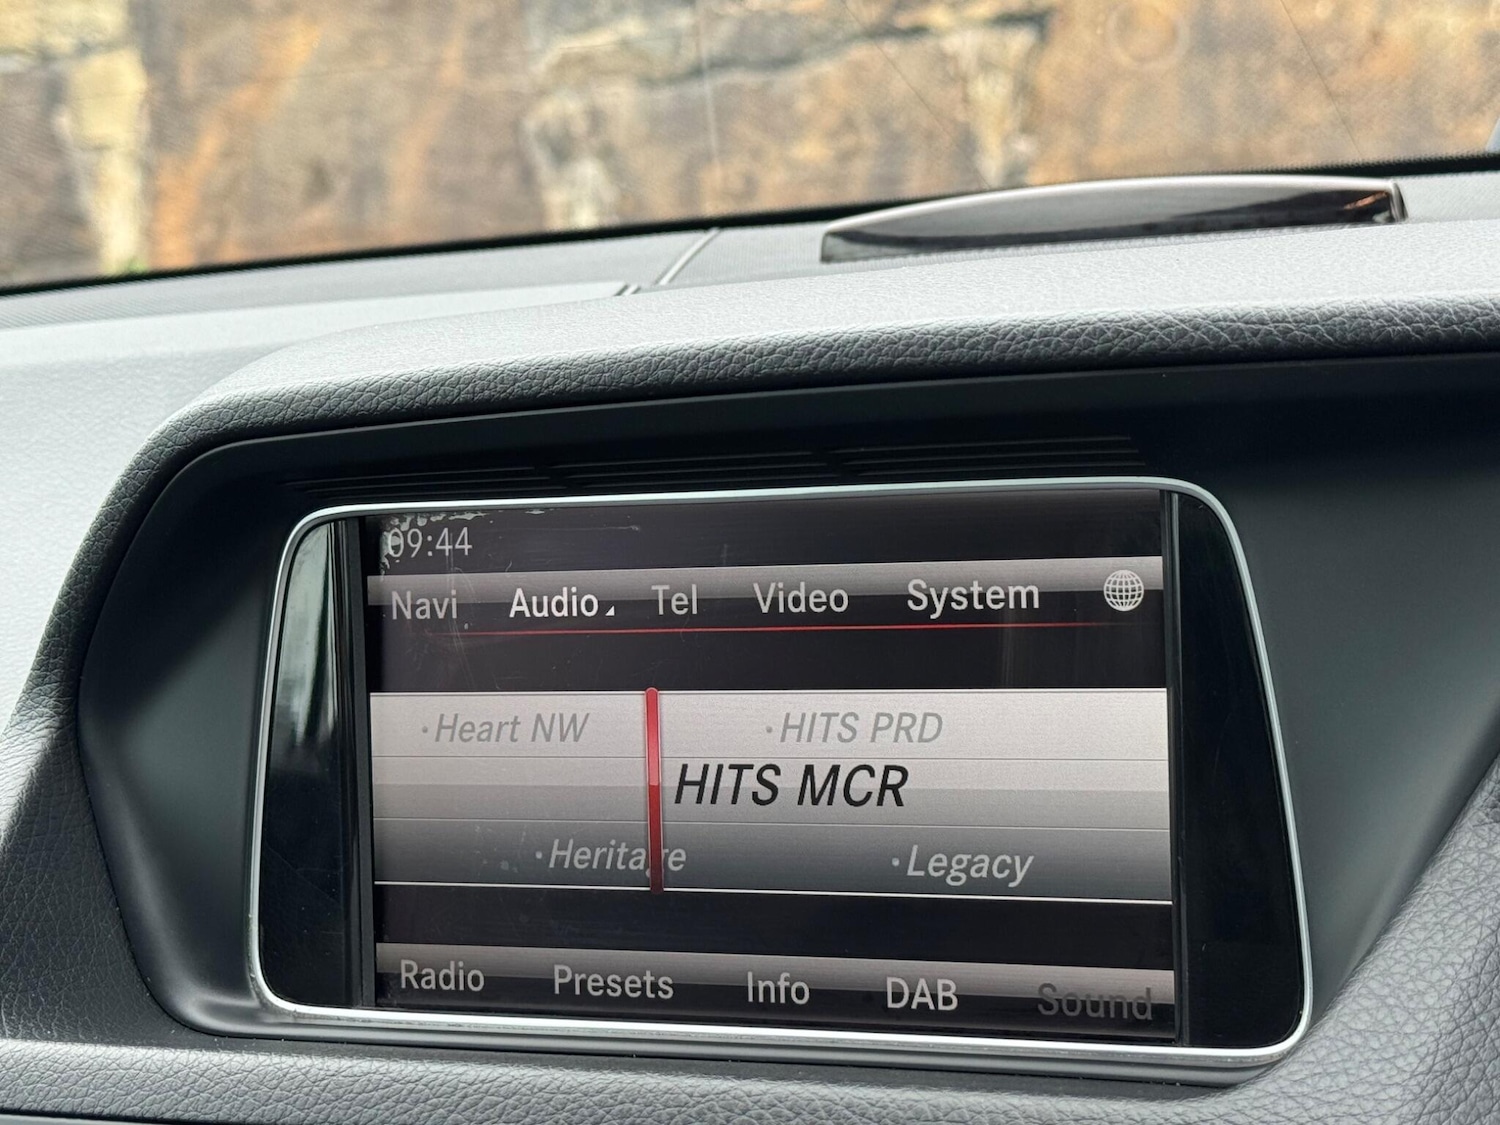 09:44
Navi Audio Tel Video System
·Heart NW ·HITS PRD
HITS MCR
·Heritage ·Legacy
Radio Presets Info DAB Sound